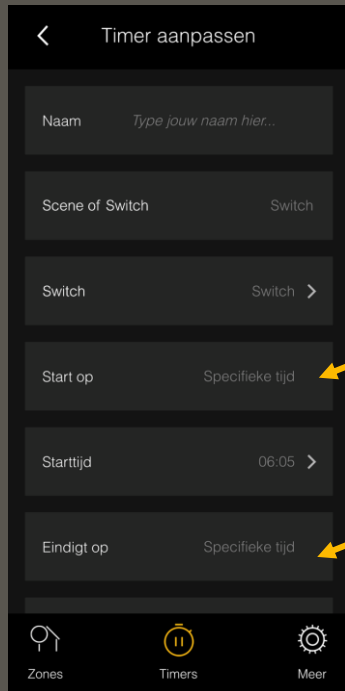 Timer aanpassen
Naam Type jouw naam hier...
Scene of Switch Switch
Switch Switch
Start op Specifieke tijd
Starttijd 06:05
Eindigt op Specifieke tijd
Zones Timers Meer